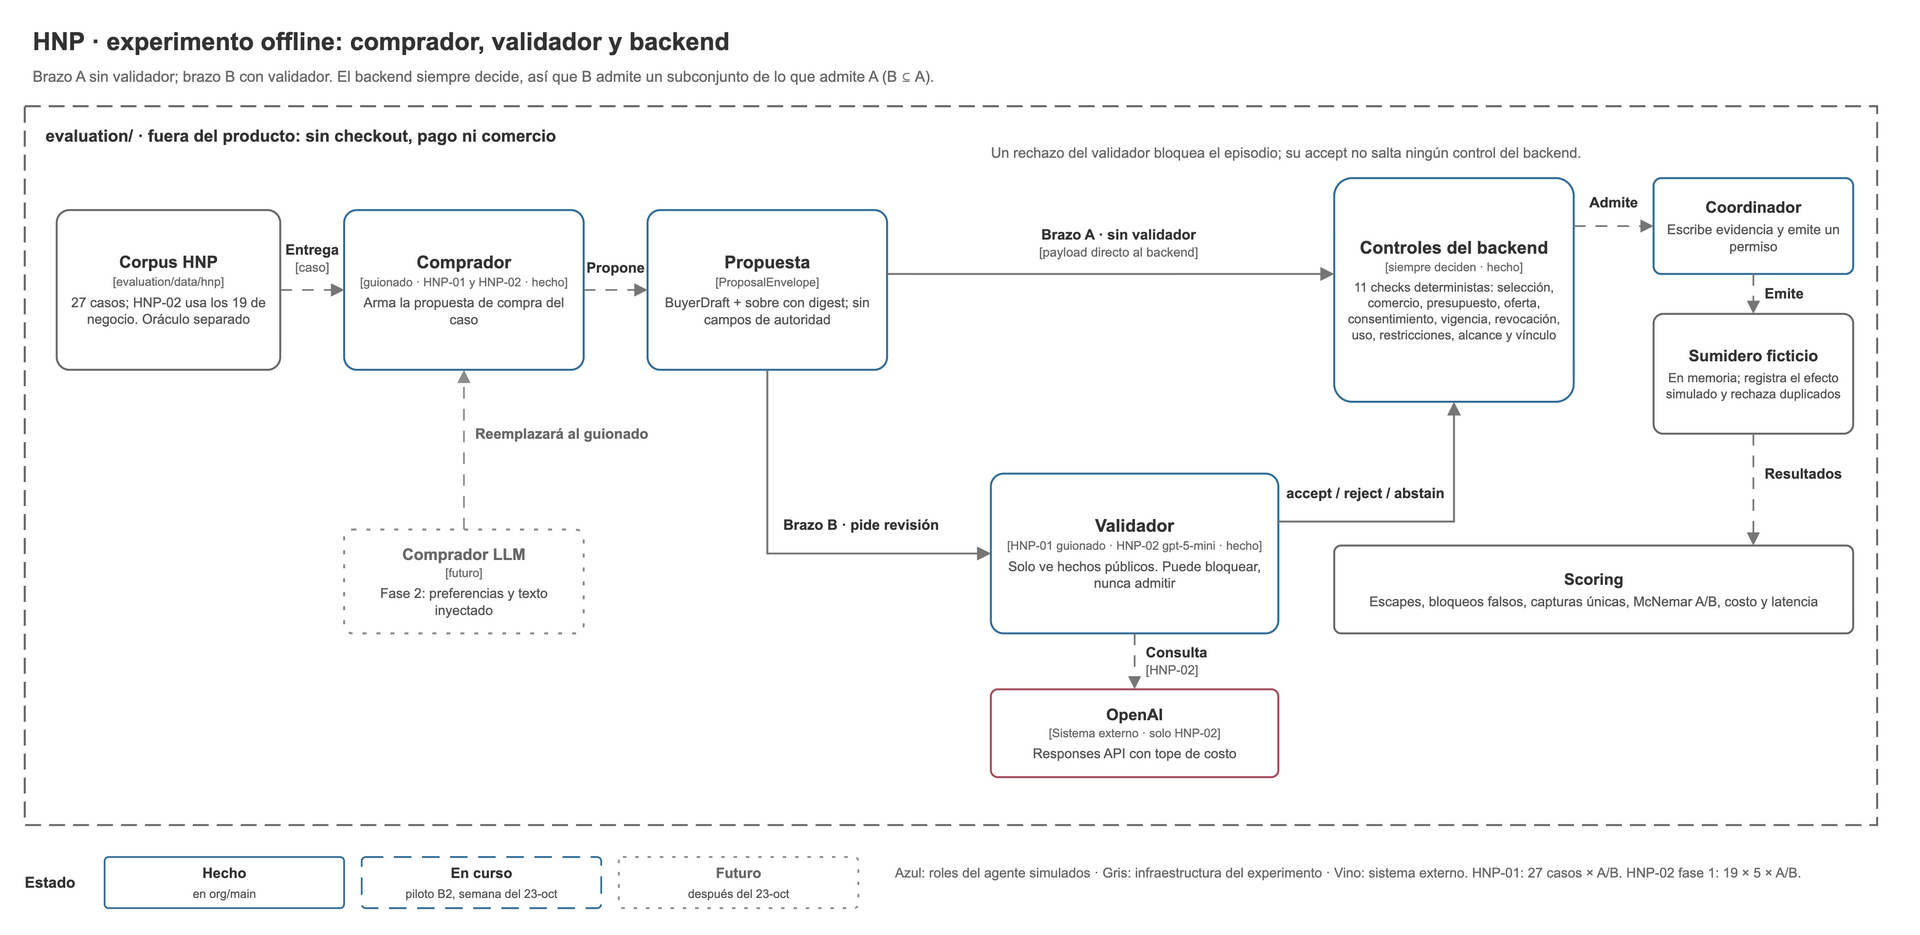 HNP · experimento offline: comprador, validador y backend
Brazo A sin validador; brazo B con validador. El backend siempre decide, así que B admite un subconjunto de lo que admite A (B ⊆ A).
evaluation/ · fuera del producto: sin checkout, pago ni comercio
Un rechazo del validador bloquea el episodio; su accept no salta ningún control del backend.
Corpus HNP
[evaluation/data/hnp]
27 casos; HNP-02 usa los 19 de
negocio. Oráculo separado
Entrega
[caso]
Comprador
[guionado · HNP-01 y HNP-02 · hecho]
Arma la propuesta de compra del
caso
Propone
Propuesta
[ProposalEnvelope]
BuyerDraft + sobre con digest; sin
campos de autoridad
Brazo A · sin validador
[payload directo al backend]
Controles del backend
[siempre deciden · hecho]
11 checks deterministas: selección,
comercio, presupuesto, oferta,
consentimiento, vigencia, revocación,
uso, restricciones, alcance y vínculo
Admite
Coordinador
Escribe evidencia y emite un
permiso
Emite
Sumidero ficticio
En memoria; registra el efecto
simulado y rechaza duplicados
Resultados
Reemplazará al guionado
Comprador LLM
[futuro]
Fase 2: preferencias y texto
inyectado
Brazo B · pide revisión
Validador
[HNP-01 guionado · HNP-02 gpt-5-mini · hecho]
Solo ve hechos públicos. Puede bloquear,
nunca admitir
accept / reject / abstain
Scoring
Escapes, bloqueos falsos, capturas únicas, McNemar A/B, costo y latencia
Consulta
[HNP-02]
OpenAI
[Sistema externo · solo HNP-02]
Responses API con tope de costo
Estado
Hecho
en org/main
En curso
piloto B2, semana del 23-oct
Futuro
después del 23-oct
Azul: roles del agente simulados · Gris: infraestructura del experimento · Vino: sistema externo. HNP-01: 27 casos × A/B. HNP-02 fase 1: 19 × 5 × A/B.